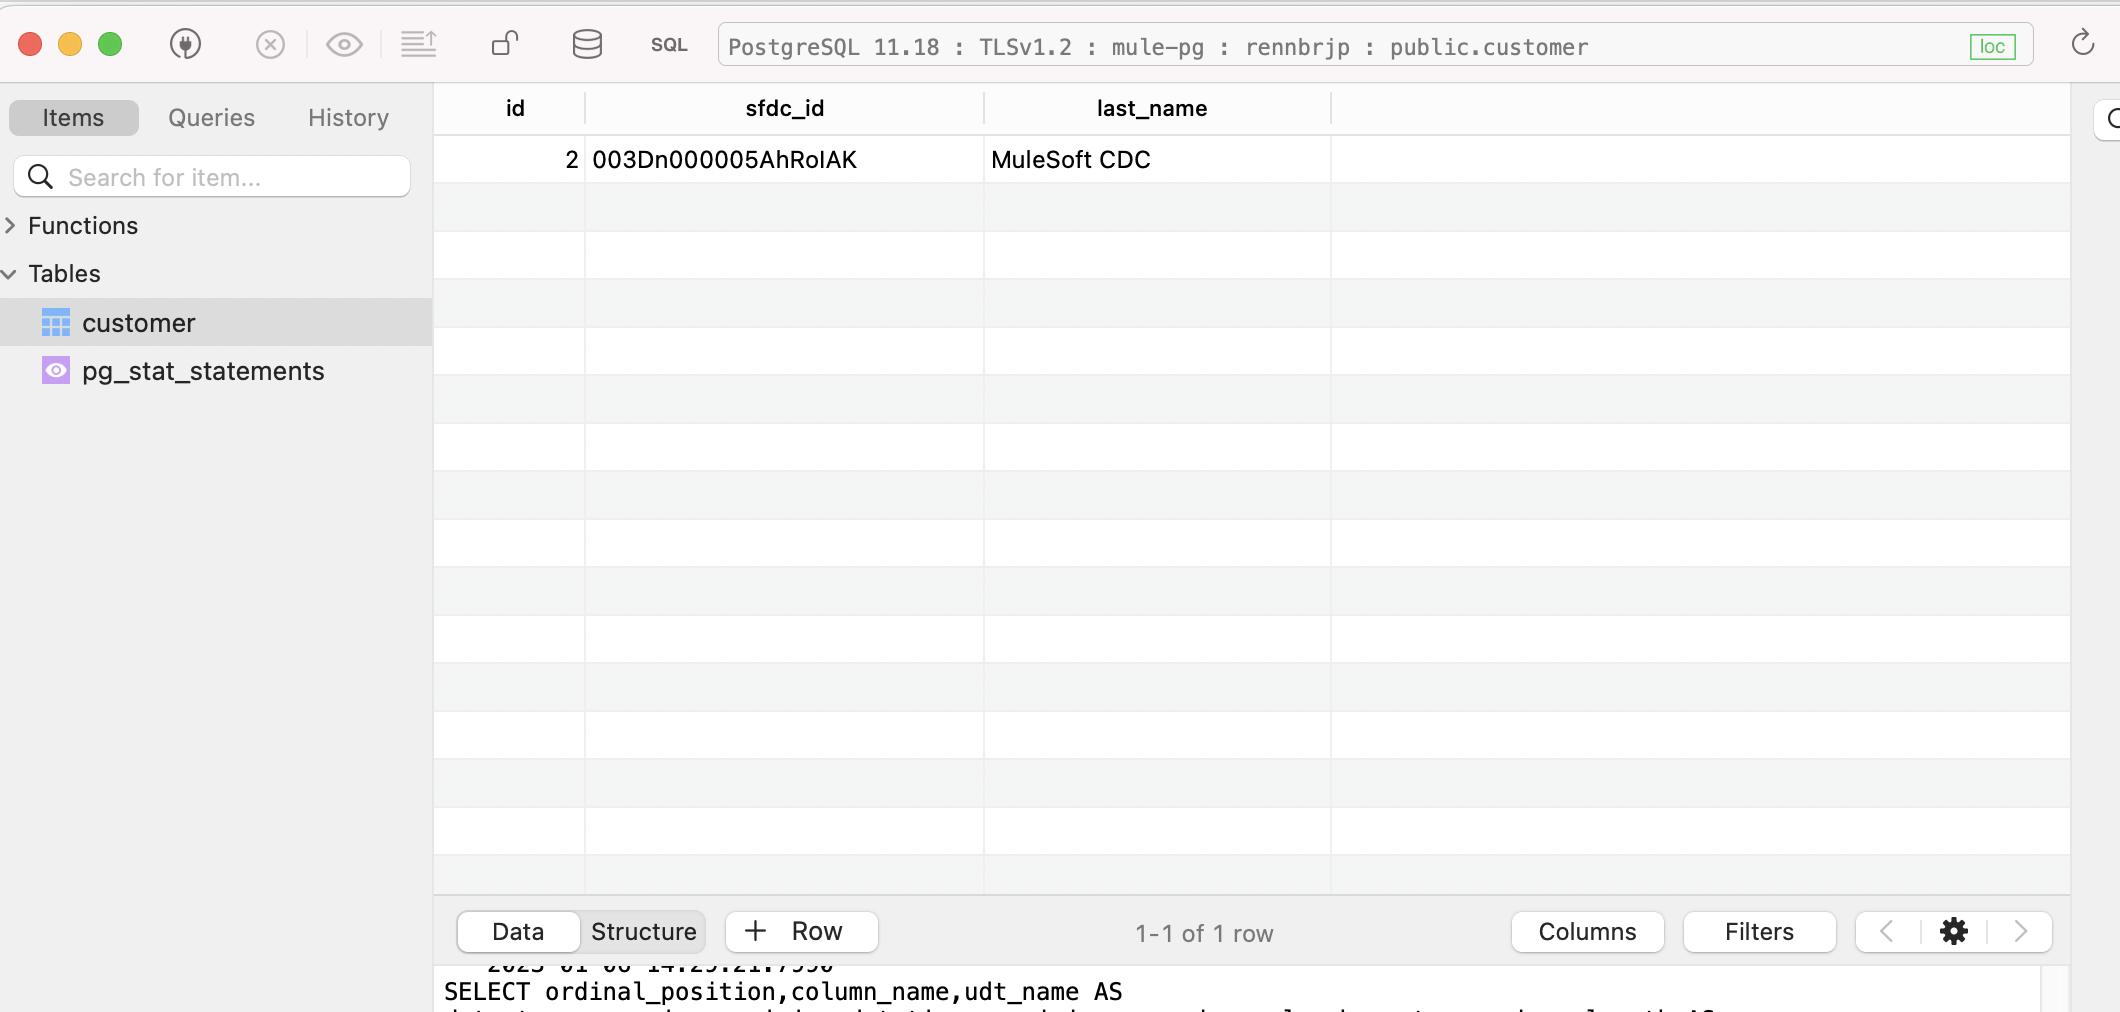 SQL
PostgreSQL 11.18 : TLSv1.2 : mule-pg : rennbrjp : public.customer
loc
Items Queries History
Search for item...
Functions
Tables
customer
pg_stat_statements
id sfdc_id last_name
2 003Dn000005AhRoIAK MuleSoft CDC
Data Structure + Row 1-1 of 1 row Columns Filters
SELECT ordinal_position,column_name,udt_name AS